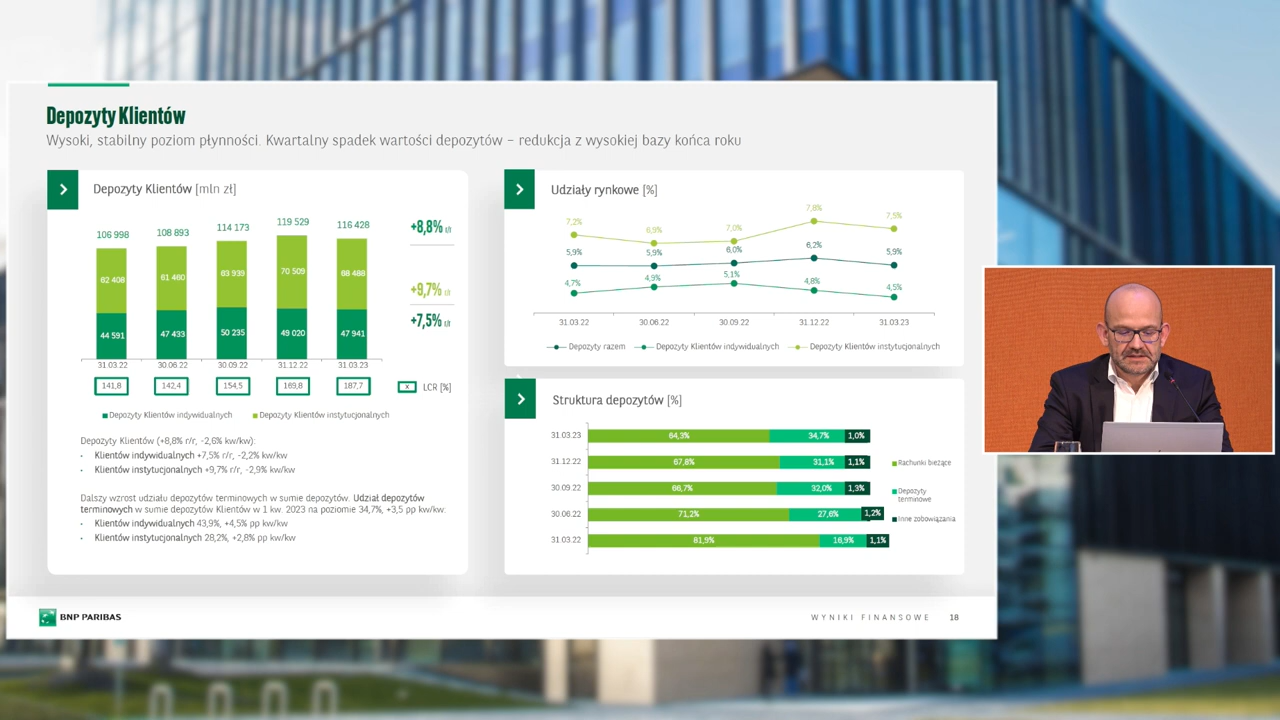 Depozyty Klientów
Wysoki, stabilny poziom płynności. Kwartalny spadek wartości depozytów – redukcja z wysokiej bazy końca roku
Depozyty Klientów [mln zł]
106 998
108 893
114 173
119 529
116 428
62 408
61 460
63 939
70 509
68 488
44 591
47 433
50 235
49 020
47 941
+8,8% r/r
+9,7% r/r
+7,5% r/r
31.03.22
30.06.22
30.09.22
31.12.22
31.03.23
141,8
142,4
154,5
169,8
187,7
x LCR [%]
Depozyty Klientów indywidualnych
Depozyty Klientów instytucjonalnych
Depozyty Klientów (+8,8% r/r, -2,6% kw/kw):
• Klientów indywidualnych +7,5% r/r, -2,2% kw/kw
• Klientów instytucjonalnych +9,7% r/r, -2,9% kw/kw
Dalszy wzrost udziału depozytów terminowych w sumie depozytów. Udział depozytów
terminowych w sumie depozytów Klientów w 1 kw. 2023 na poziomie 34,7%, +3,5 pp kw/kw:
• Klientów indywidualnych 43,9%, +4,5% pp kw/kw
• Klientów instytucjonalnych 28,2%, +2,8% pp kw/kw
Udziały rynkowe [%]
7,2%
6,9%
7,0%
7,8%
7,5%
5,9%
5,9%
6,0%
6,2%
5,9%
4,7%
4,9%
5,1%
4,8%
4,5%
31.03.22
30.06.22
30.09.22
31.12.22
31.03.23
Depozyty razem
Depozyty Klientów indywidualnych
Depozyty Klientów instytucjonalnych
Struktura depozytów [%]
31.03.23 64,3% 34,7% 1,0%
31.12.22 67,8% 31,1% 1,1%
30.09.22 66,7% 32,0% 1,3%
30.06.22 71,2% 27,6% 1,2%
31.03.22 81,9% 16,9% 1,1%
Rachunki bieżące
Depozyty
terminowe
Inne zobowiązania
BNP PARIBAS
WYNIKI FINANSOWE 18